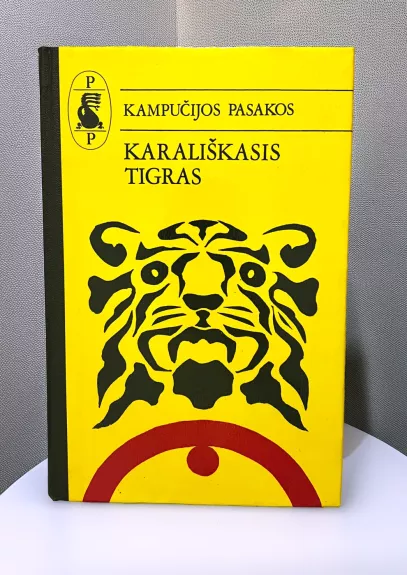 P
P
KAMPUČIJOS PASAKOS
KARALIŠKASIS
TIGRAS